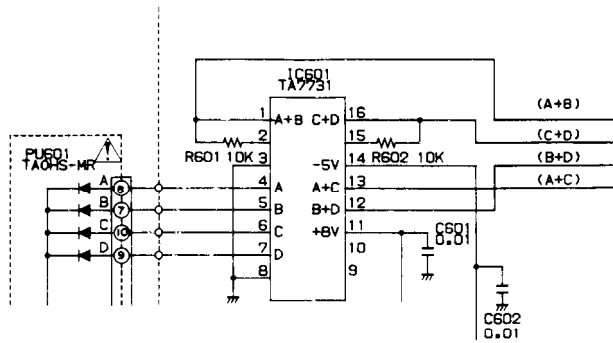 IC601
TA7731
(A+B)
1 A+B C+D 16
(C+D)
2 15
R601 10K
R602 10K
PU601
TAOHS-MR
3 -5V 14
(B+D)
A 8 4 A A+C 13
(A+C)
B 7 5 B B+D 12
C 10 6 C +8V 11
C601
0.01
D 9 7 D 10
8 9
C602
0.01